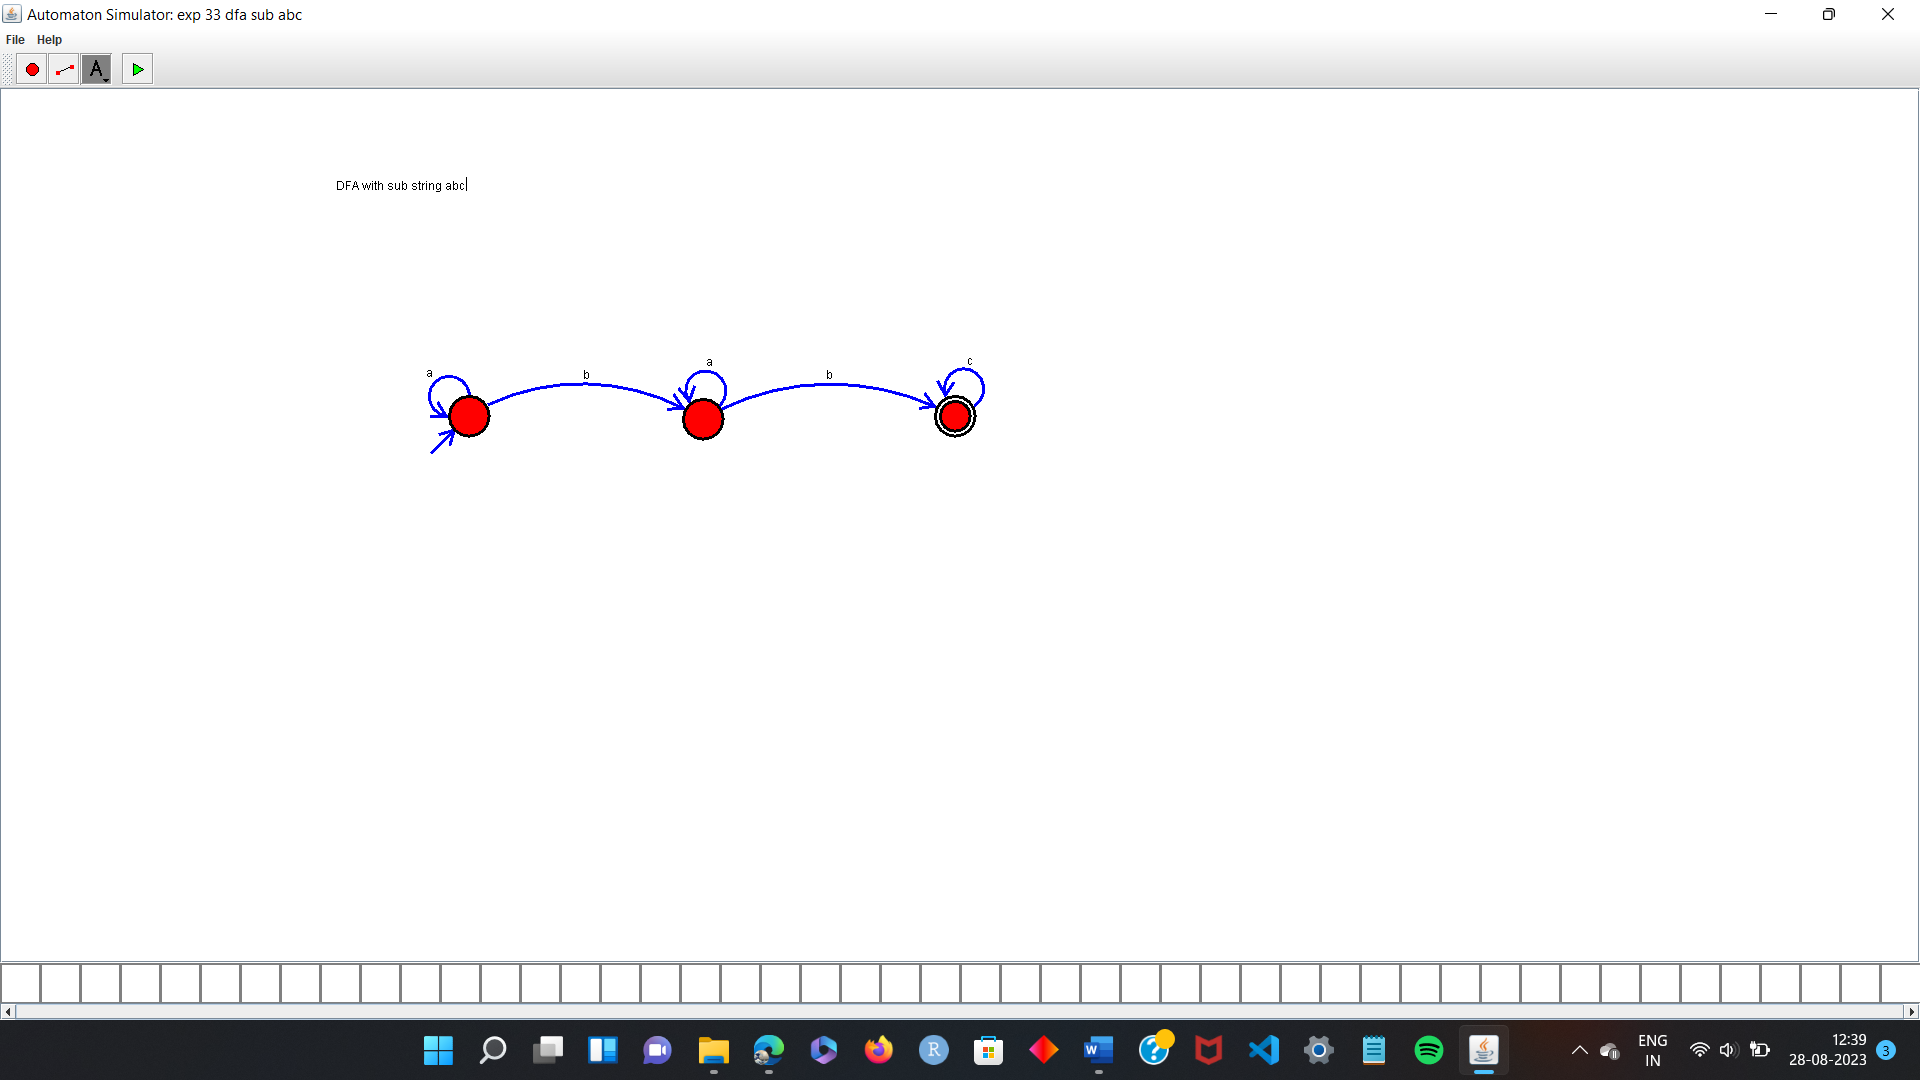 Automaton Simulator: exp 33 dfa sub abc
File Help
A
DFA with sub string abc
a
b
a
b
c
R
W
?
ENG
IN
12:39
28-08-2023
3